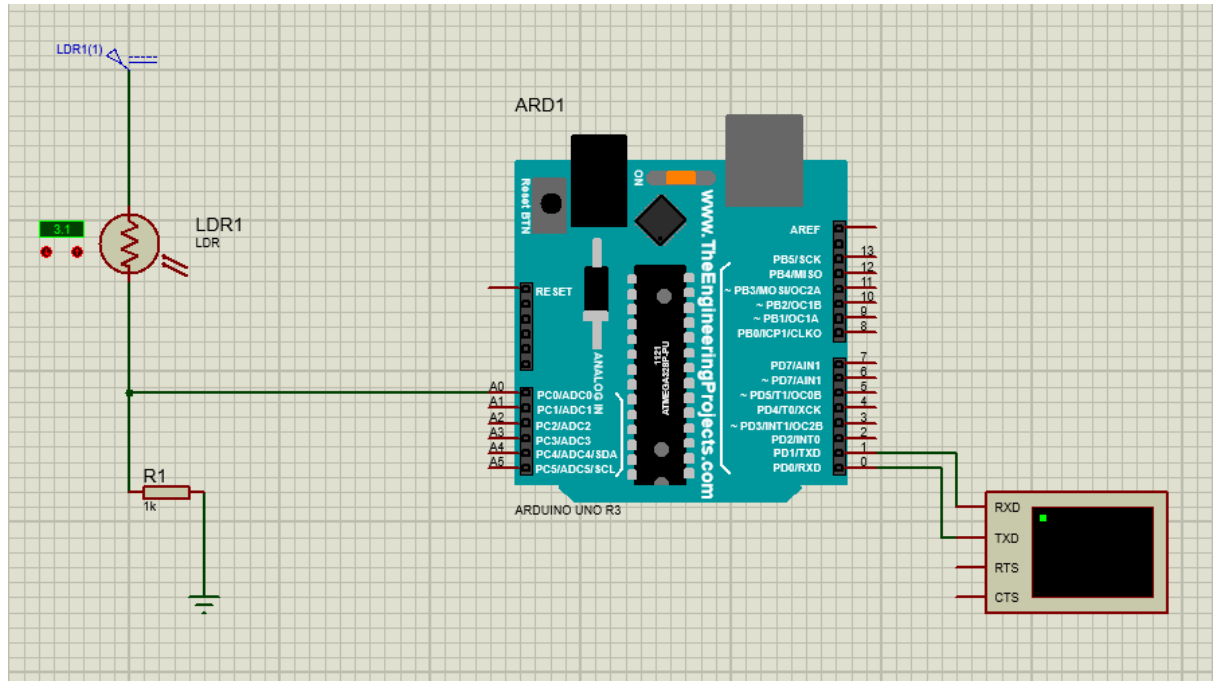 LDR1(1)
3.1
LDR1
LDR
R1
1k
ARD1
Reset BTN
ON
www.TheEngineeringProjects.com
RESET
ANALOG IN
1121
ATMEGA328P-PU
A0
PC0/ADC0
A1
PC1/ADC1
A2
PC2/ADC2
A3
PC3/ADC3
A4
PC4/ADC4/SDA
A5
PC5/ADC5/SCL
AREF
PB5/SCK
13
PB4/MISO
12
~ PB3/MOSI/OC2A
11
~ PB2/OC1B
10
~ PB1/OC1A
9
PB0/ICP1/CLKO
8
PD7/AIN1
7
~ PD7/AIN1
6
~ PD5/T1/OC0B
5
PD4/T0/XCK
4
~ PD3/INT1/OC2B
3
PD2/INT0
2
PD1/TXD
1
PD0/RXD
0
ARDUINO UNO R3
RXD
TXD
RTS
CTS